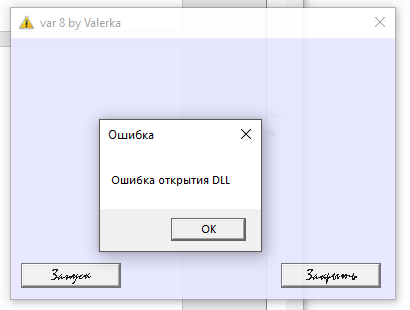 var 8 by Valerka
Ошибка
Ошибка открытия DLL
OK
Запуск
Закрыть